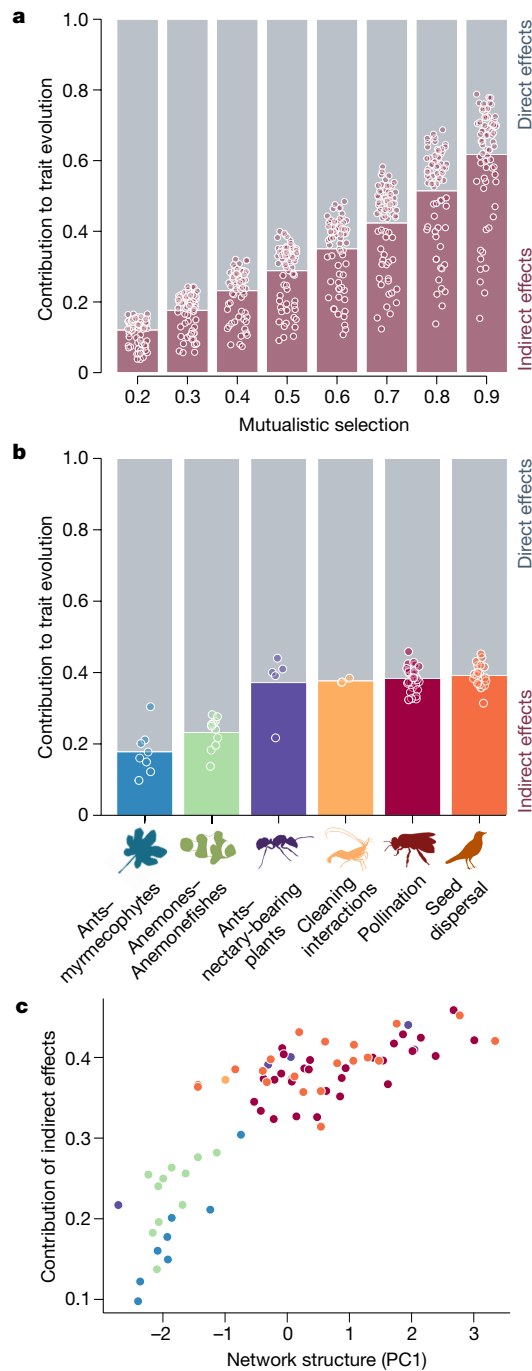 a
1.0
0.8
0.6
0.4
0.2
0
Contribution to trait evolution
Direct effects
Indirect effects
0.2 0.3 0.4 0.5 0.6 0.7 0.8 0.9
Mutualistic selection
b
1.0
0.8
0.6
0.4
0.2
0
Contribution to trait evolution
Direct effects
Indirect effects
Ants–
myrmecophytes
Anemones–
Anemonefishes
Ants–
nectary-bearing
plants
Cleaning
interactions
Pollination
Seed
dispersal
c
0.4
0.3
0.2
0.1
Contribution of indirect effects
−2 −1 0 1 2 3
Network structure (PC1)